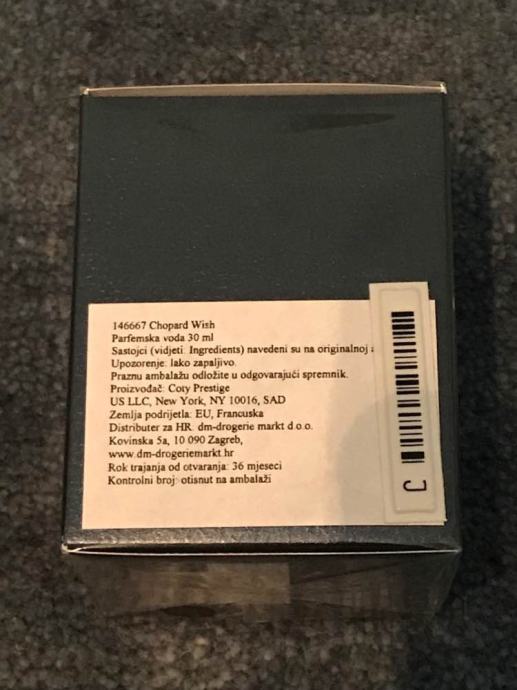 146667 Chopard Wish
Parfemska voda 30 ml
Sastojci (vidjeti Ingredients) navedeni su na originalnoj
Upozorenje: lako zapaljivo.
Praznu ambalažu odložite u odgovarajući spremnik.
Proizvođač: Coty Prestige
US LLC, New York, NY 10016, SAD
Zemlja podrijetla: EU, Francuska
Distributer za HR: dm-drogerie markt d.o.o.
Kovinska 5a, 10 090 Zagreb,
www.dm-drogeriemarkt.hr
Rok trajanja od otvaranja: 36 mjeseci
Kontrolni broj: otisnut na ambalaži
C